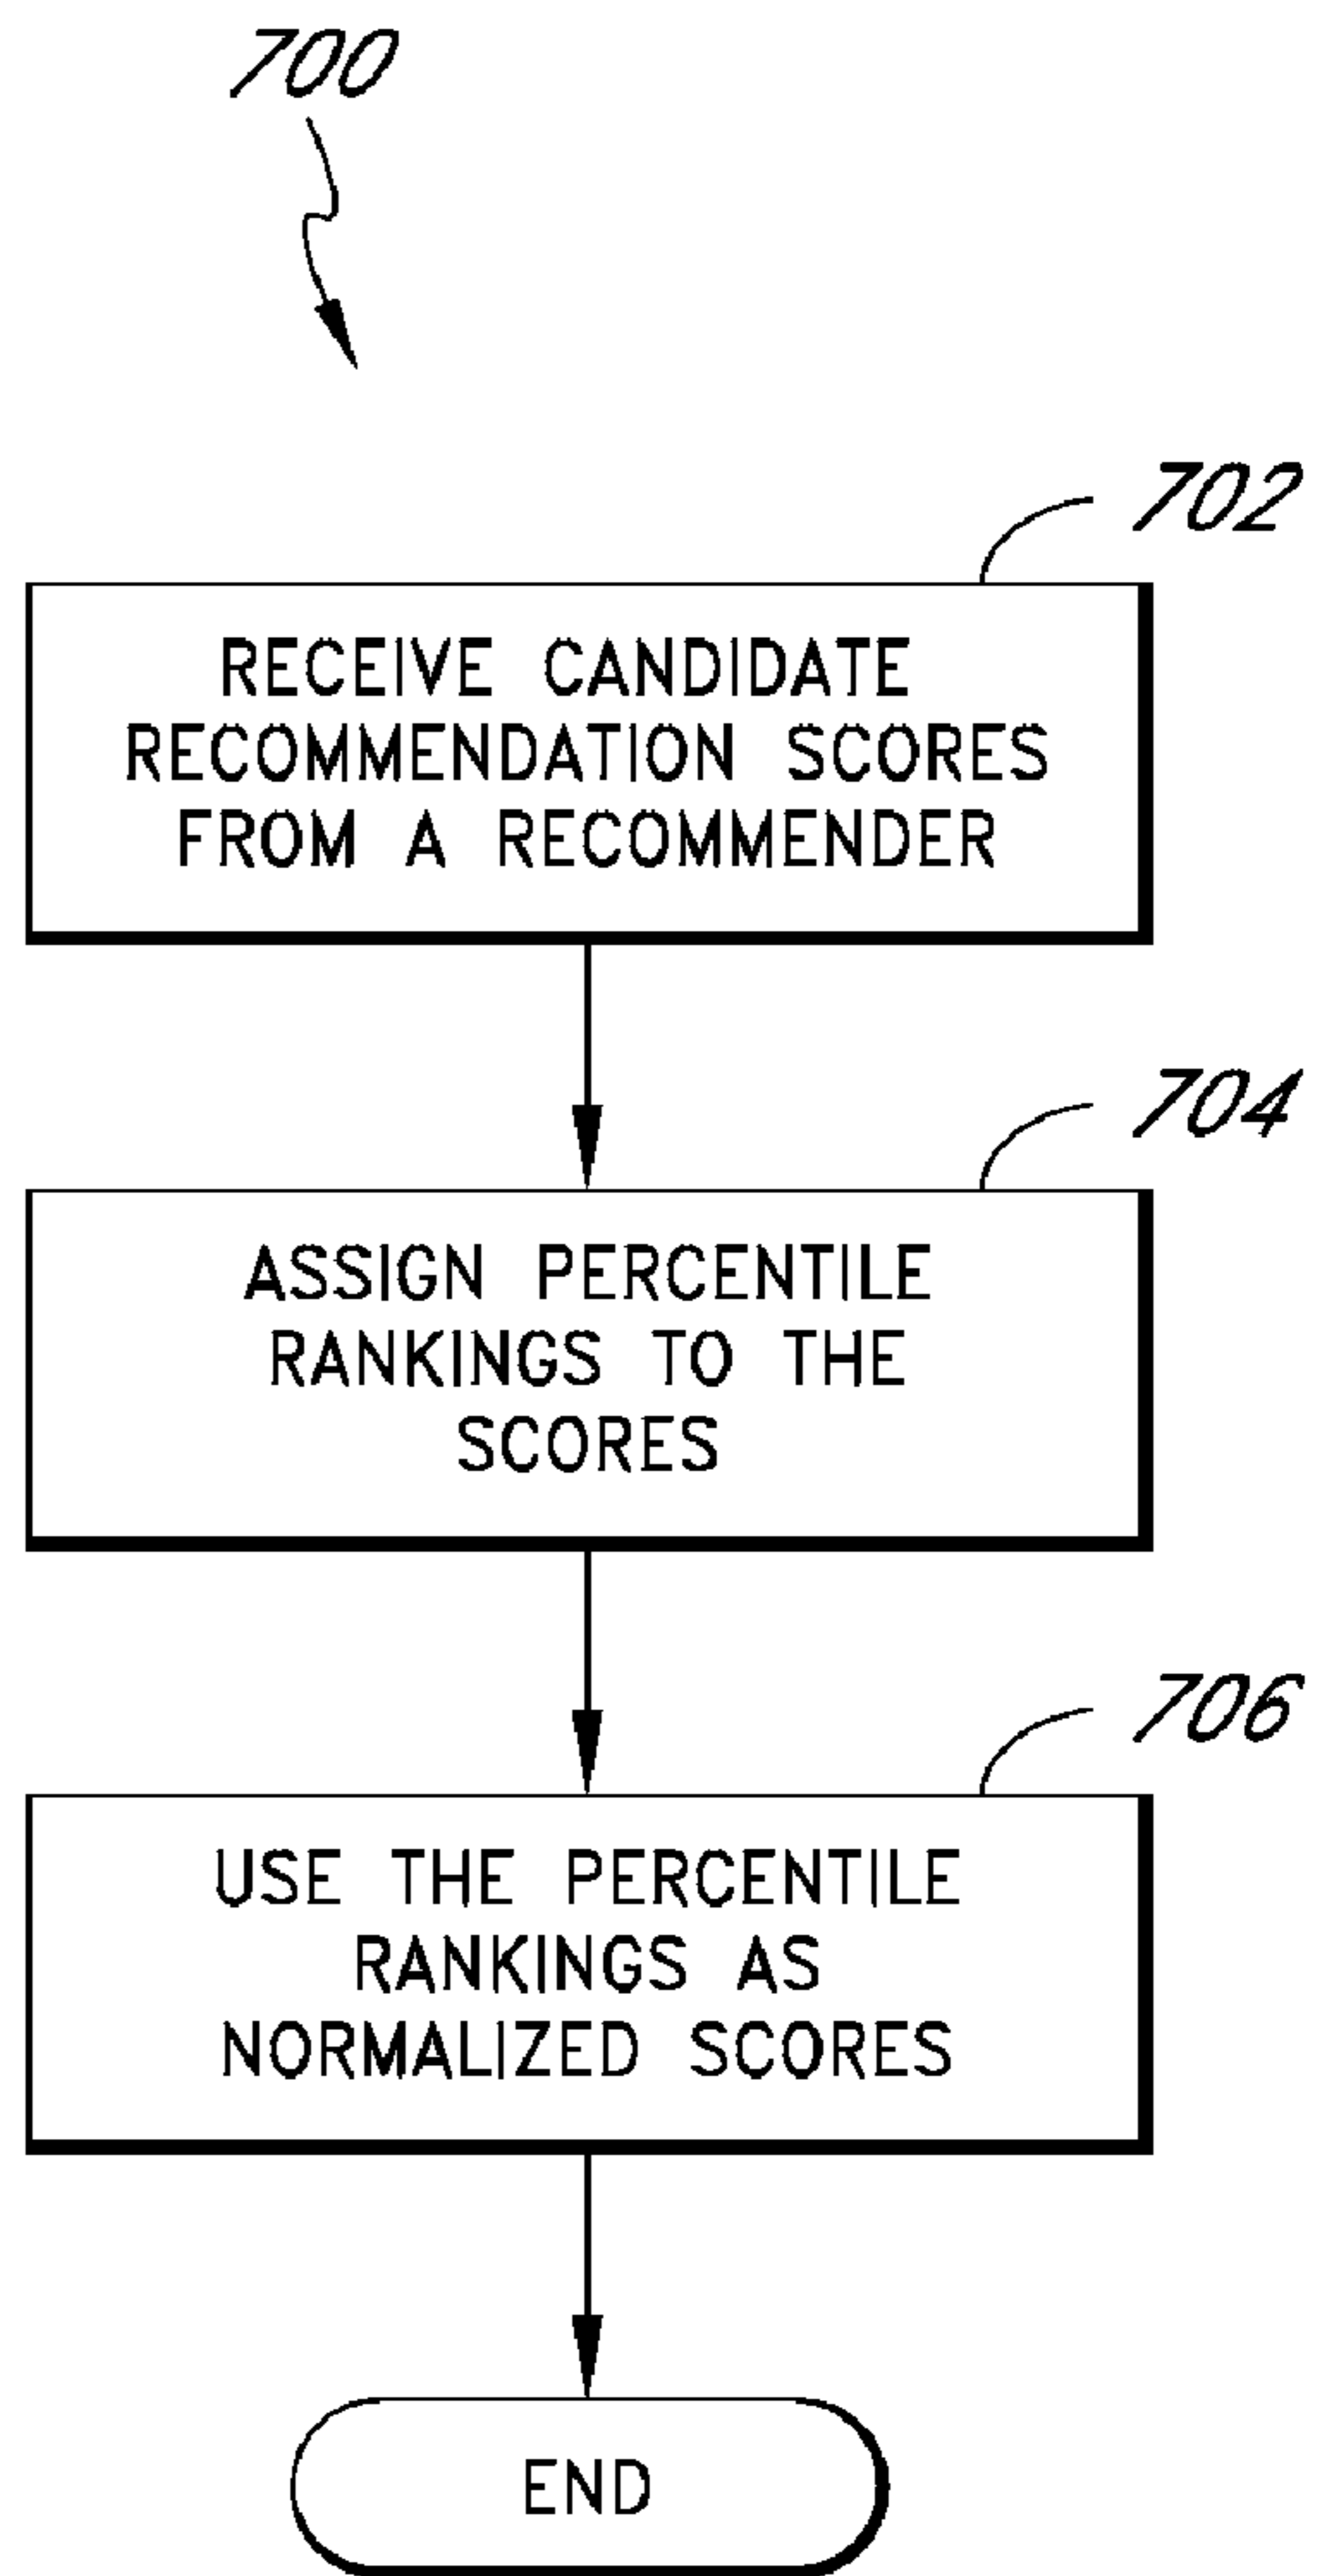 700
702
RECEIVE CANDIDATE
RECOMMENDATION SCORES
FROM A RECOMMENDER
704
ASSIGN PERCENTILE
RANKINGS TO THE
SCORES
706
USE THE PERCENTILE
RANKINGS AS
NORMALIZED SCORES
END